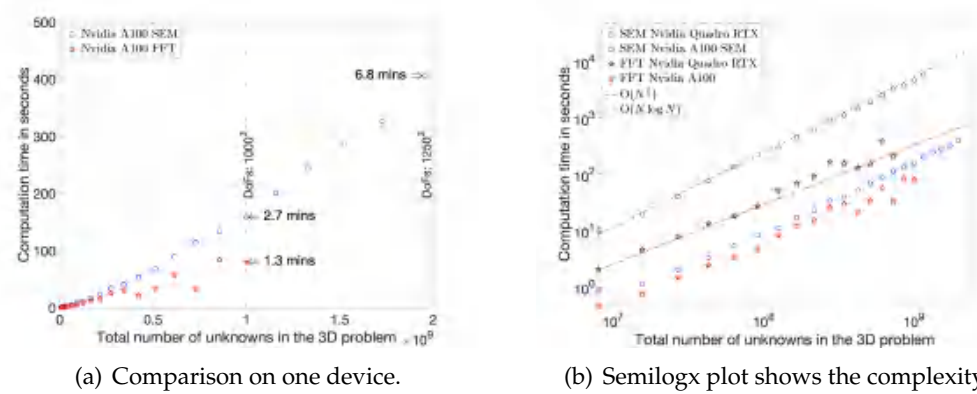 500
400
300
200
100
0
Computation time in seconds
Nvidia A100 SEM
Nvidia A100 FFT
6.8 mins
2.7 mins
1.3 mins
DoFs: 1000³
DoFs: 1250³
0 0.5 1 1.5 2
Total number of unknowns in the 3D problem × 10⁹
(a) Comparison on one device.
10⁴
10³
10²
10¹
10⁰
Computation time in seconds
SEM Nvidia Quadro RTX
SEM Nvidia A100 SEM
FFT Nvidia Quadro RTX
FFT Nvidia A100
O(N log N)
10⁷ 10⁸ 10⁹
Total number of unknowns in the 3D problem
(b) Semilogx plot shows the complexity